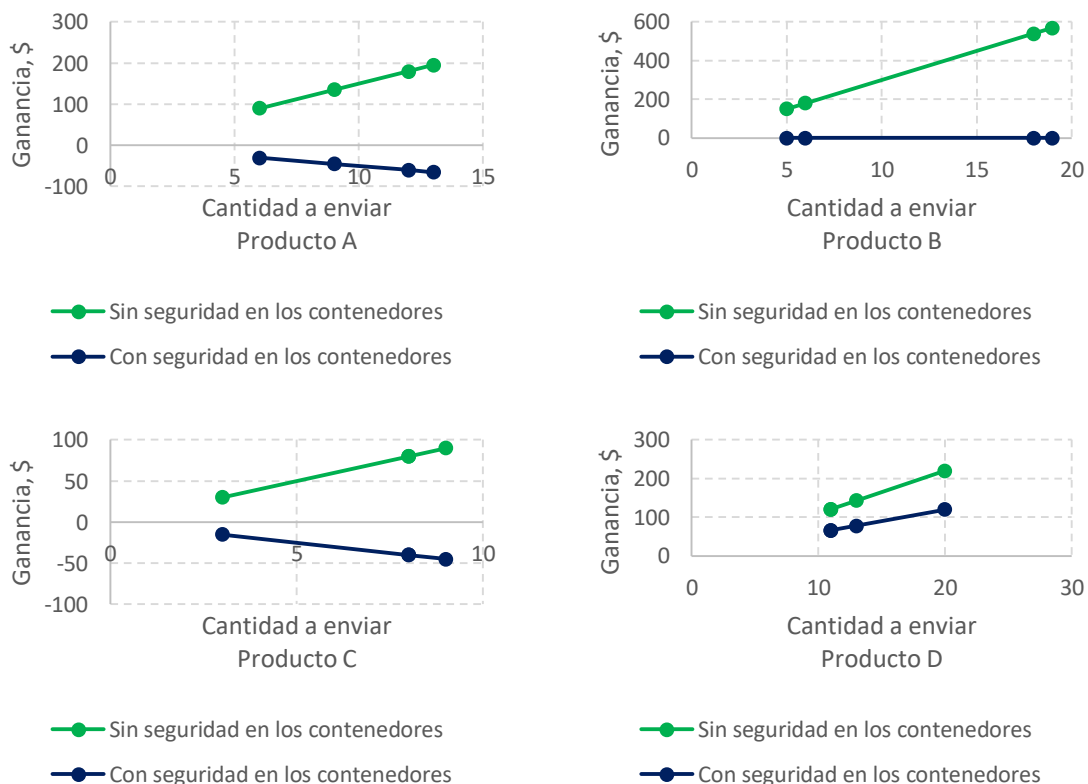 300
200
100
0
-100
0
5
10
15
Ganancia, $
Cantidad a enviar
Producto A
Sin seguridad en los contenedores
Con seguridad en los contenedores
600
400
200
0
0
5
10
15
20
Ganancia, $
Cantidad a enviar
Producto B
Sin seguridad en los contenedores
Con seguridad en los contenedores
100
50
0
-50
-100
0
5
10
Ganancia, $
Cantidad a enviar
Producto C
Sin seguridad en los contenedores
Con seguridad en los contenedores
300
200
100
0
0
10
20
30
Ganancia, $
Cantidad a enviar
Producto D
Sin seguridad en los contenedores
Con seguridad en los contenedores